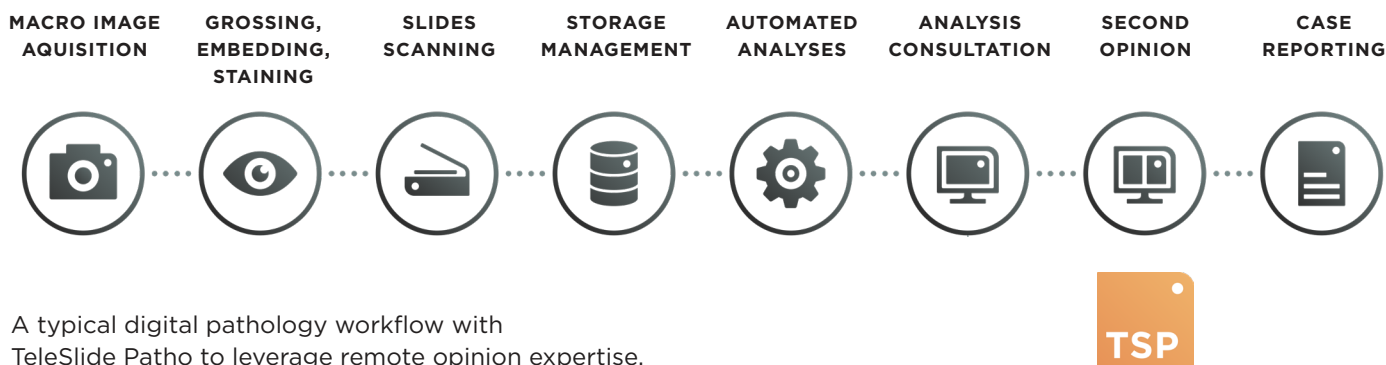 MACRO IMAGE
AQUISITION
GROSSING,
EMBEDDING,
STAINING
SLIDES
SCANNING
STORAGE
MANAGEMENT
AUTOMATED
ANALYSES
ANALYSIS
CONSULTATION
SECOND
OPINION
CASE
REPORTING
A typical digital pathology workflow with
TeleSlide Patho to leverage remote opinion expertise.
TSP